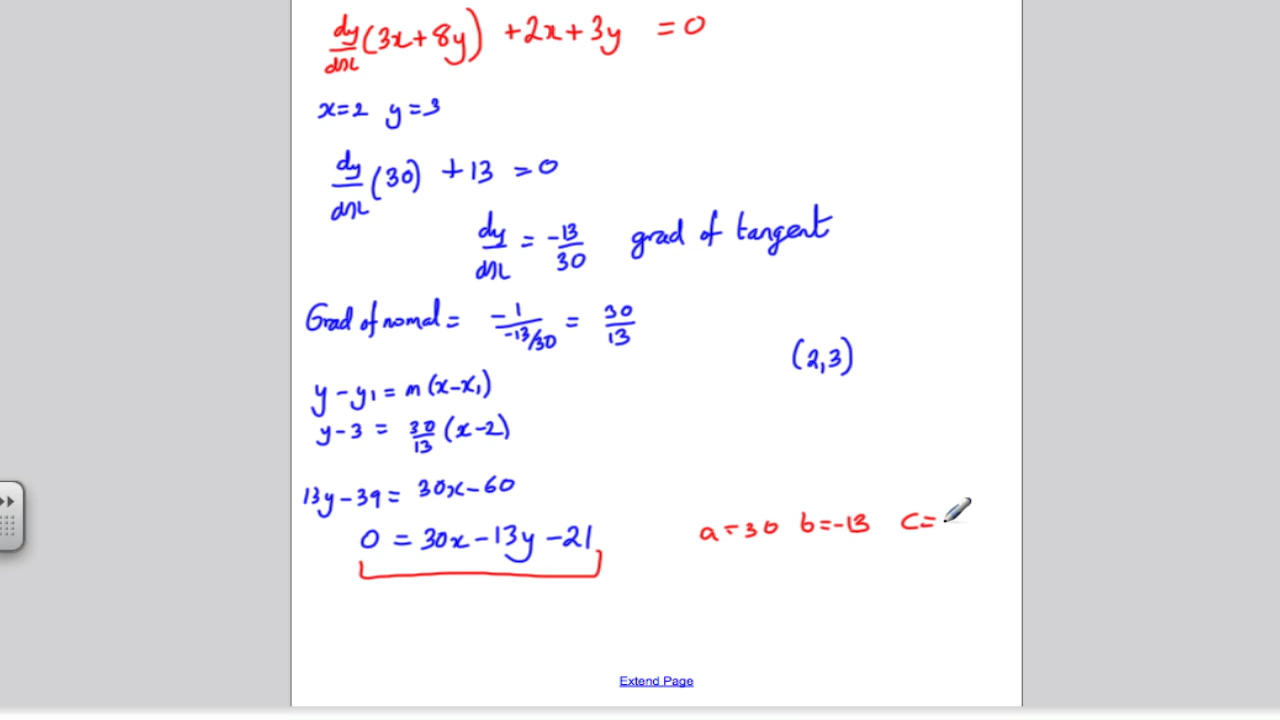 dy/dx (3x+8y) +2x+3y = 0
x=2 y=3
dy/dx (30) +13 =0
dy/dx = -13/30 grad of tangent
Grad of nomal = -1/-13/30 = 30/13
(2,3)
y-y₁ = m(x-x₁)
y-3 = 30/13 (x-2)
13y-39= 30x-60
0 = 30x-13y-21
a=30 b=-13 c=
Extend Page